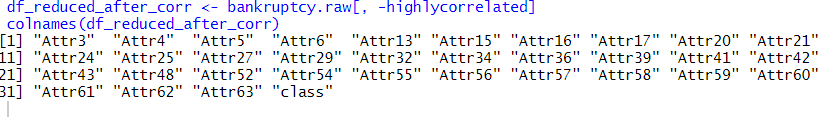 df_reduced_after_corr <- bankruptcy.raw[, -highlycorrelated]
colnames(df_reduced_after_corr)
[1] "Attr3" "Attr4" "Attr5" "Attr6" "Attr13" "Attr15" "Attr16" "Attr17" "Attr20" "Attr21"
11] "Attr24" "Attr25" "Attr27" "Attr29" "Attr32" "Attr34" "Attr36" "Attr39" "Attr41" "Attr42"
21] "Attr43" "Attr48" "Attr52" "Attr54" "Attr55" "Attr56" "Attr57" "Attr58" "Attr59" "Attr60"
31] "Attr61" "Attr62" "Attr63" "class"